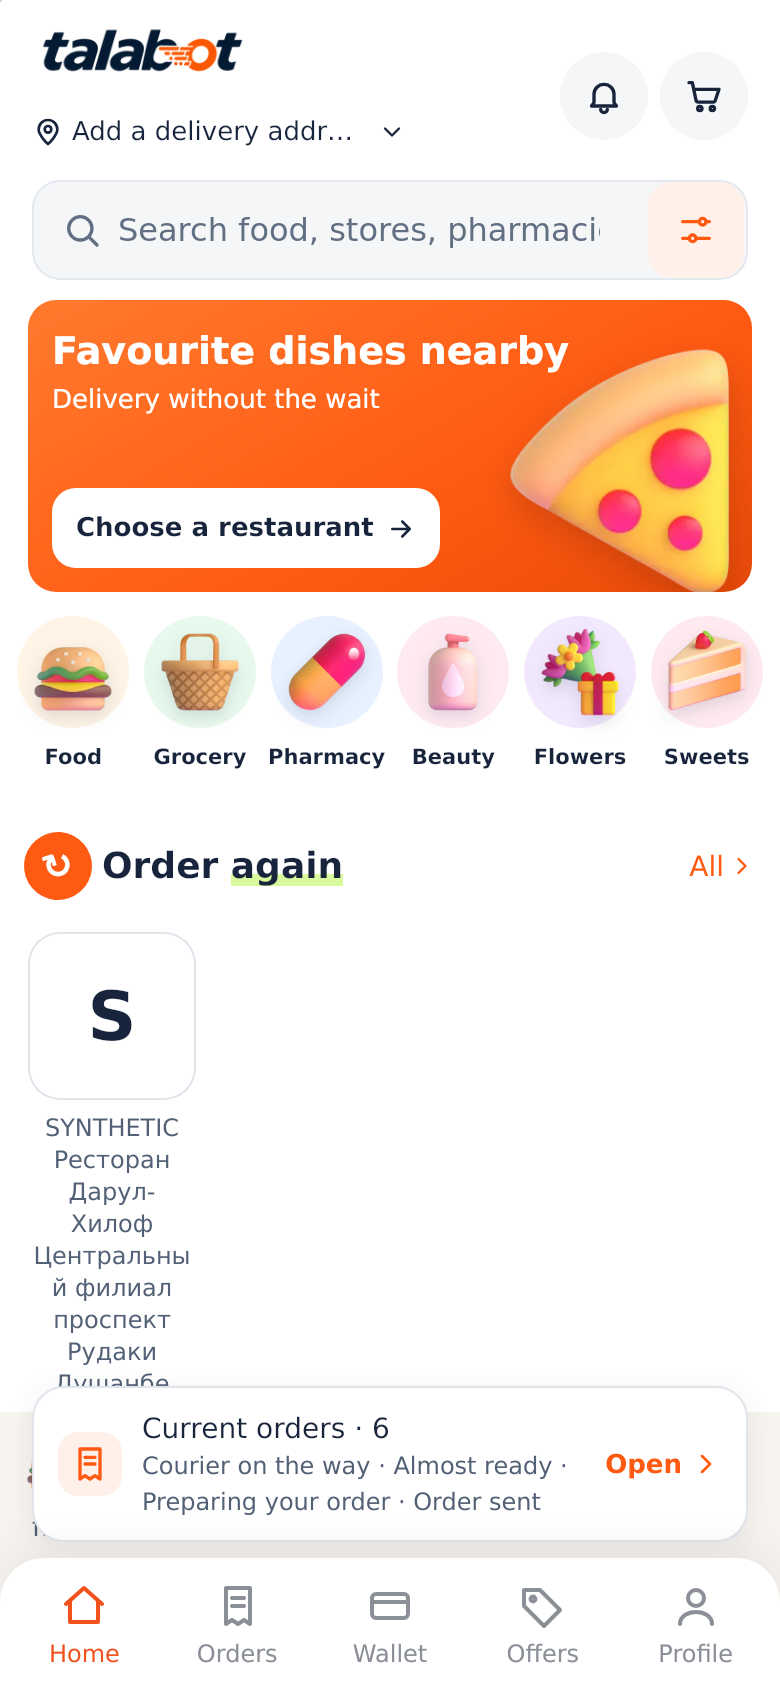 talabot
Add a delivery addr...
Search food, stores, pharmaci
Favourite dishes nearby
Delivery without the wait
Choose a restaurant →
Food
Grocery
Pharmacy
Beauty
Flowers
Sweets
Order again
All
S
SYNTHETIC
Ресторан
Дарул-
Хилоф
Центральны
й филиал
проспект
Рудаки
Душанбе
Current orders · 6
Courier on the way · Almost ready ·
Preparing your order · Order sent
Open
Home
Orders
Wallet
Offers
Profile